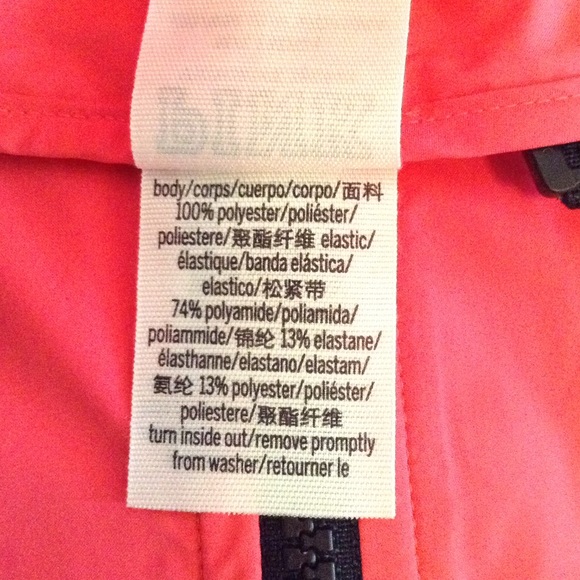 body/corps/cuerpo/corpo/面料
100% polyester/poliéster/
poliestere/聚酯纤维 elastic/
élastique/banda elástica/
elastico/松紧带
74% polyamide/poliamida/
poliammide/锦纶 13% elastane/
élasthanne/elastano/elastam/
氨纶 13% polyester/poliéster/
poliestere/聚酯纤维
turn inside out/remove promptly
from washer/retourner le